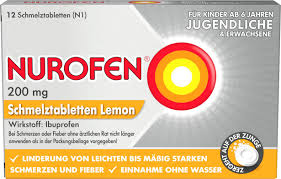 12 Schmelztabletten (N1)
FÜR KINDER AB 6 JAHREN
JUGENDLICHE
& ERWACHSENE
NUROFEN®
200 mg
Schmelztabletten Lemon
Wirkstoff: Ibuprofen
Bei Schmerzen oder Fieber ohne ärztlichen Rat nicht länger
anwenden als in der Packungsbeilage vorgegeben!
ZERGEHT AUF DER ZUNGE
✓ LINDERUNG VON LEICHTEN BIS MÄßIG STARKEN
SCHMERZEN UND FIEBER ✓ EINNAHME OHNE WASSER